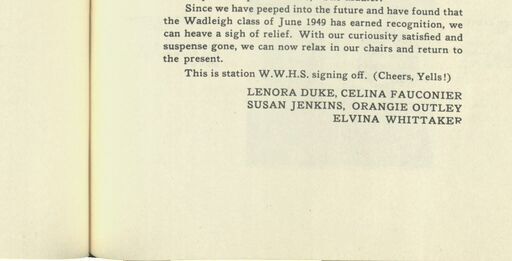 Since we have peeped into the future and have found that
the Wadleigh class of June 1949 has earned recognition, we
can heave a sigh of relief. With our curiousity satisfied and
suspense gone, we can now relax in our chairs and return to
the present.
This is station W.W.H.S. signing off. (Cheers, Yells!)
LENORA DUKE, CELINA FAUCONIER
SUSAN JENKINS, ORANGIE OUTLEY
ELVINA WHITTAKER